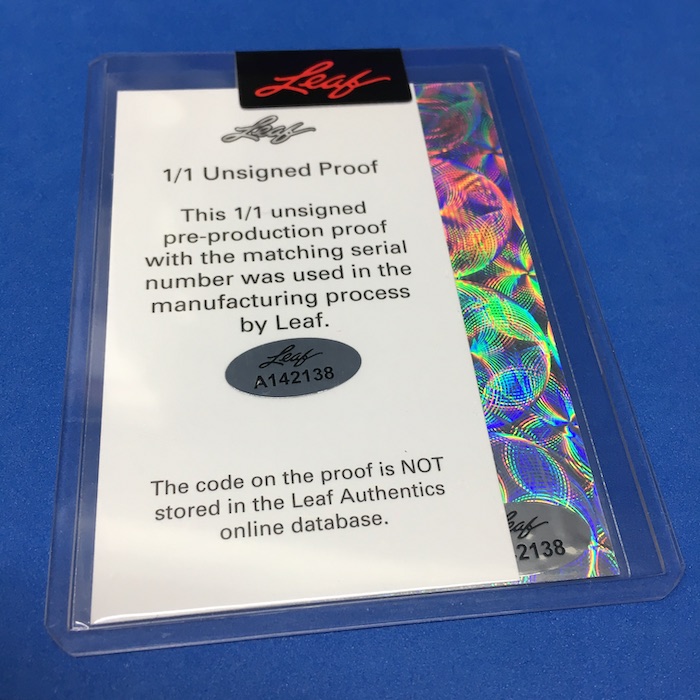 Leaf
Leaf
1/1 Unsigned Proof
This 1/1 unsigned
pre-production proof
with the matching serial
number was used in the
manufacturing process
by Leaf.
Leaf
A142138
The code on the proof is NOT
stored in the Leaf Authentics
online database.
eaf
2138